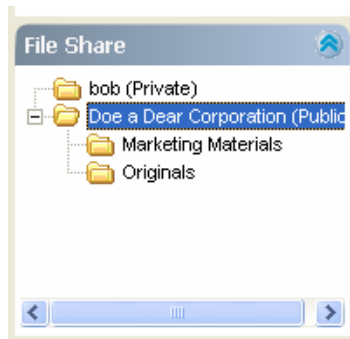 File Share
bob (Private)
Doe a Dear Corporation (Public
Marketing Materials
Originals